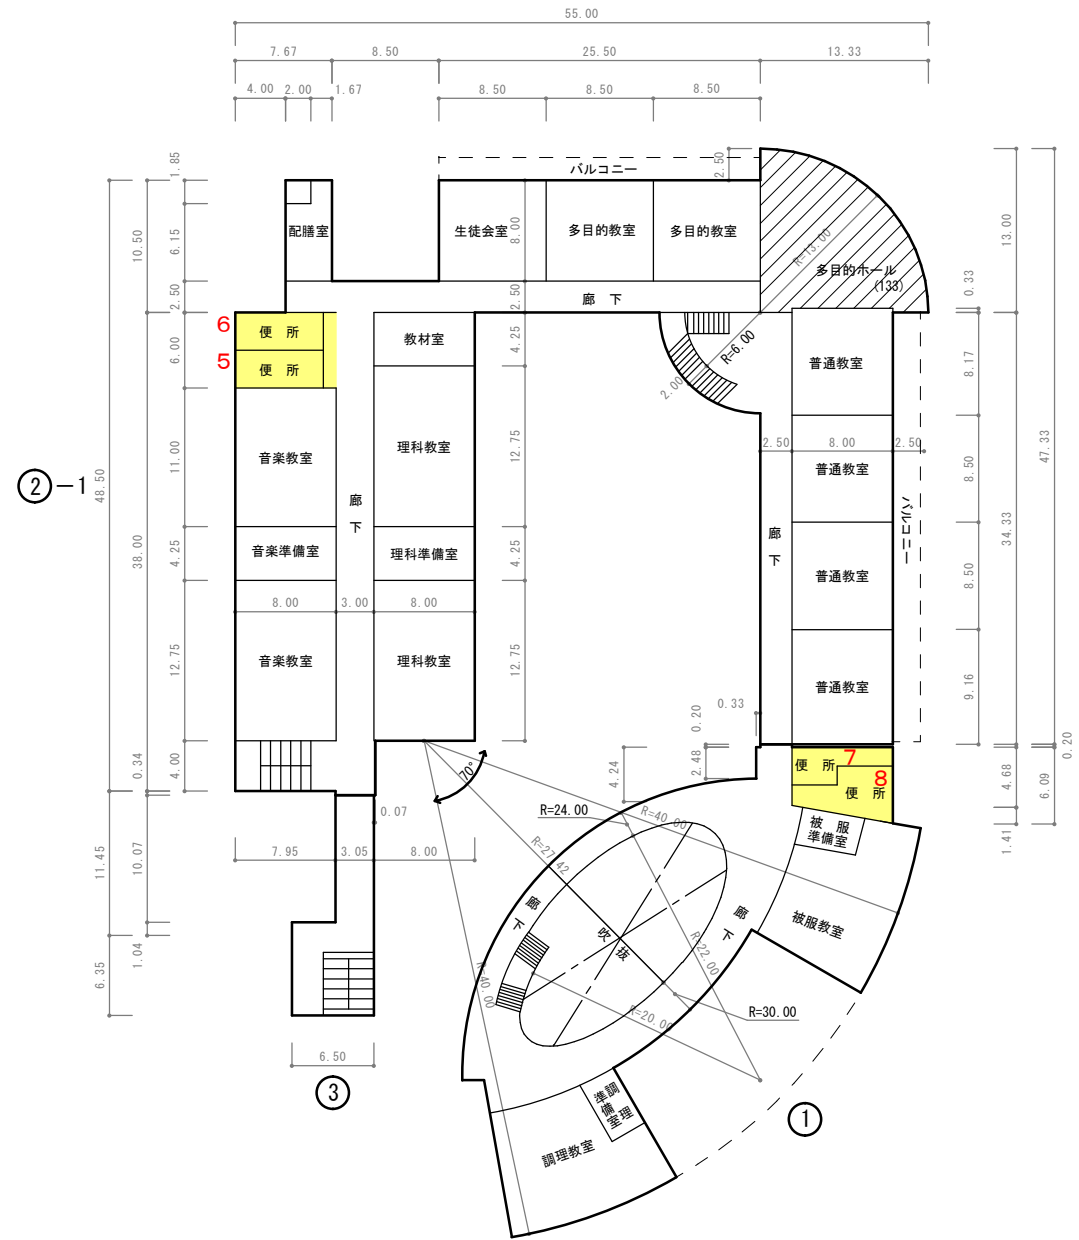 55.00
7.67
8.50
25.50
13.33
4.00
2.00
1.67
8.50
8.50
8.50
1.85
2.50
バルコニー
10.50
6.15
配膳室
生徒会室
8.00
多目的教室
多目的教室
R=13.00
多目的ホール
(133)
13.00
0.33
2.50
2.50
廊 下
6
便 所
6.00
5
便 所
教材室
4.25
R=6.00
2.00
普通教室
8.17
47.33
②-1
48.50
11.00
音楽教室
理科教室
12.75
廊
下
2.50
8.00
2.50
普通教室
8.50
バルコニー
34.33
38.00
4.25
音楽準備室
理科準備室
4.25
廊
下
普通教室
8.50
8.00
3.00
8.00
12.75
音楽教室
理科教室
12.75
普通教室
9.16
0.33
0.20
0.20
0.34
4.00
70°
4.24
2.48
便 所
7
8
便 所
4.68
6.09
1.41
0.07
R=24.00
R=40.00
被 服
準備室
7.95
3.05
8.00
R=27.42
11.45
10.07
廊
下
吹
抜
廊
下
被服教室
R=22.00
1.04
6.35
R=40.00
R=20.00
R=30.00
6.50
③
調理
準備室
調理教室
①